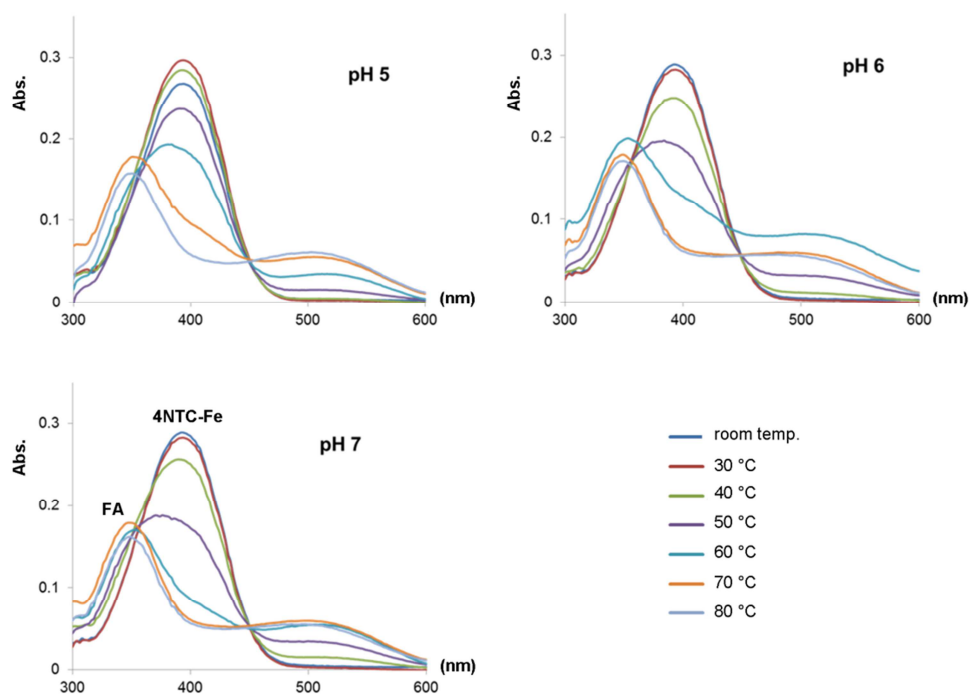 0.3
0.2
0.1
0
Abs.
pH 5
300 400 500 600
(nm)
0.3
0.2
0.1
0
Abs.
pH 6
300 400 500 600
(nm)
0.3
0.2
0.1
0
Abs.
4NTC-Fe
pH 7
FA
300 400 500 600
(nm)
room temp.
30 °C
40 °C
50 °C
60 °C
70 °C
80 °C